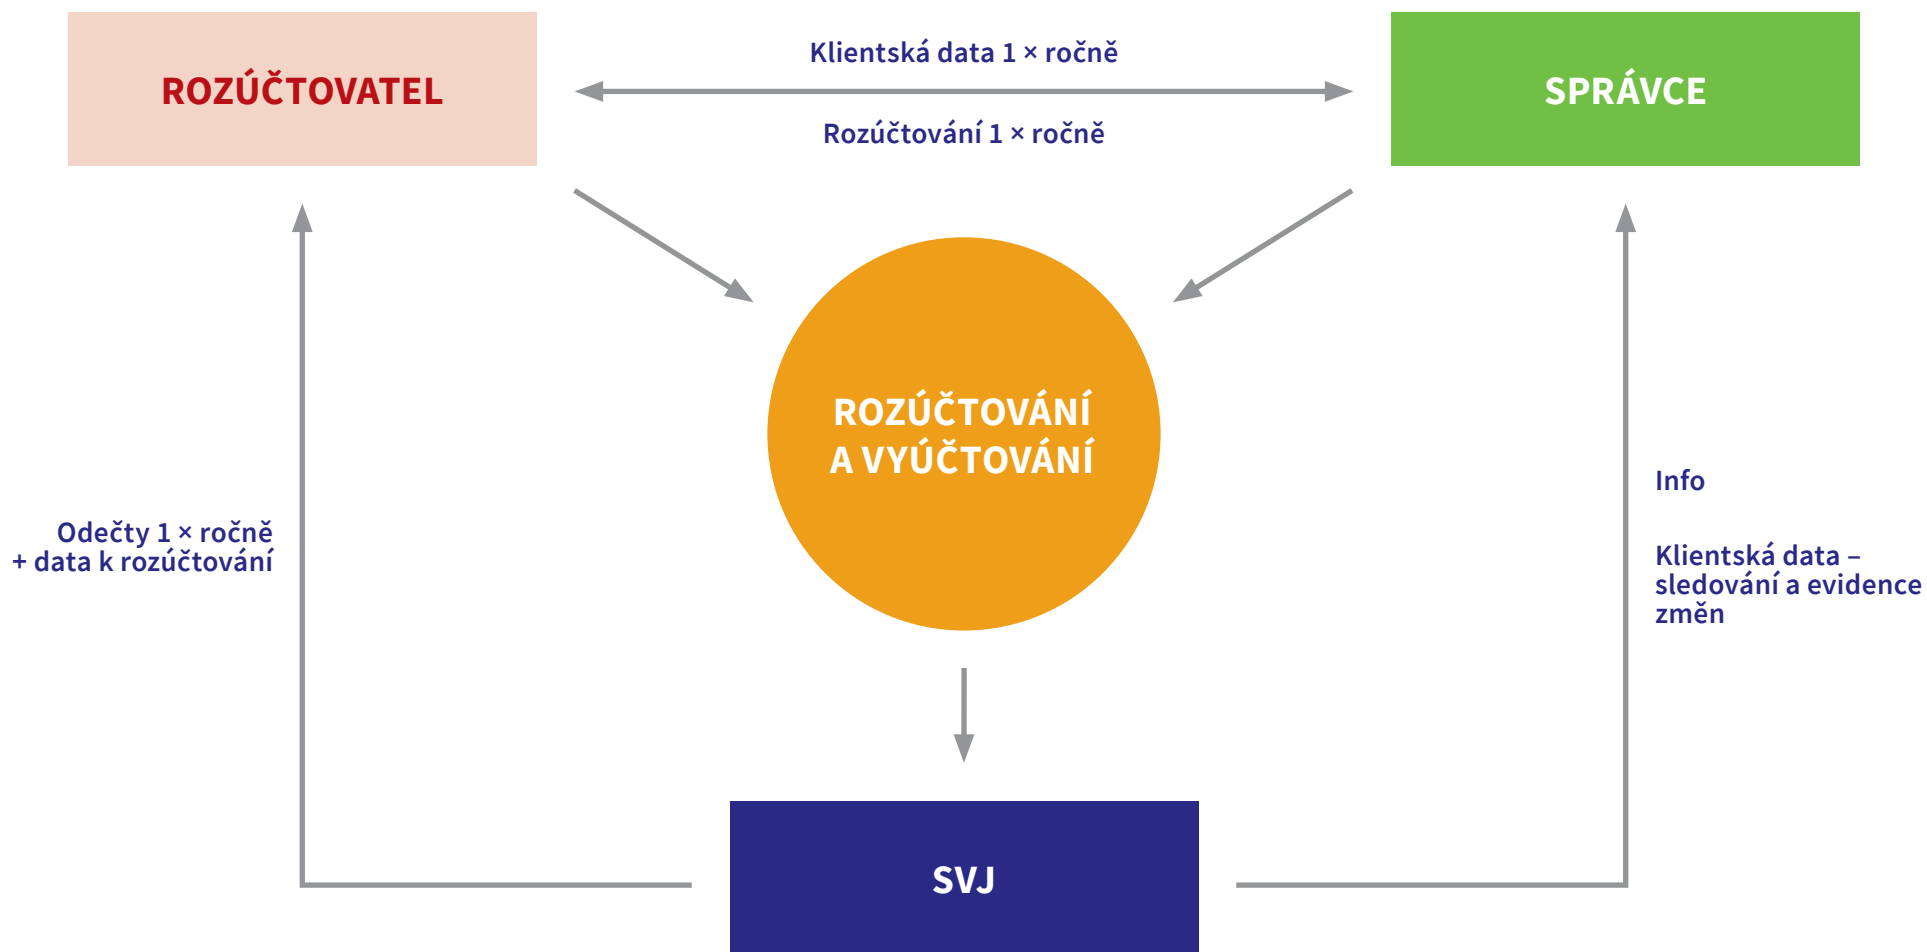 ROZÚČTOVATEL
Klientská data 1 × ročně
Rozúčtování 1 × ročně
SPRÁVCE
ROZÚČTOVÁNÍ
A VYÚČTOVÁNÍ
Odečty 1 × ročně
+ data k rozúčtování
Info
Klientská data –
sledování a evidence
změn
SVJ